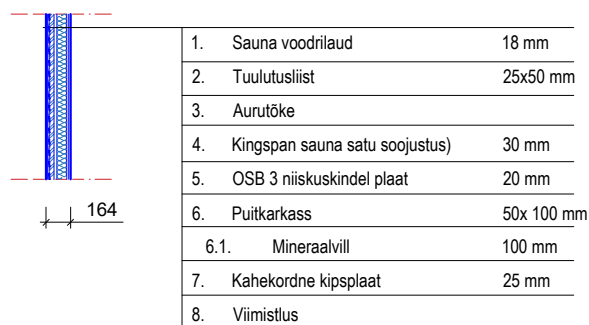 1. Sauna voodrilaud 18 mm
2. Tuulutusliist 25x50 mm
3. Aurutõke
4. Kingspan sauna satu soojustus) 30 mm
5. OSB 3 niiskuskindel plaat 20 mm
164 6. Puitkarkass 50x 100 mm
6.1. Mineraalvill 100 mm
7. Kahekordne kipsplaat 25 mm
8. Viimistlus